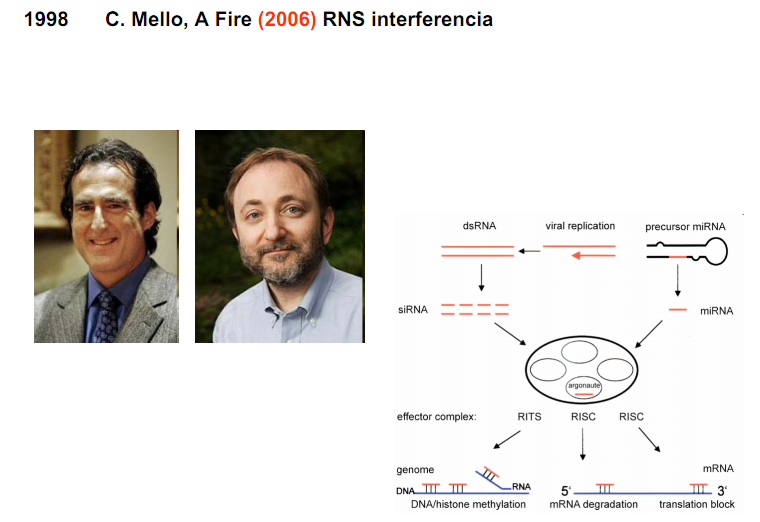 1998 C. Mello, A Fire (2006) RNS interferencia
dsRNA viral replication precursor miRNA
siRNA miRNA
argonaute
effector complex: RITS RISC RISC
genome mRNA
DNA RNA 5' 3'
DNA/histone methylation mRNA degradation translation block